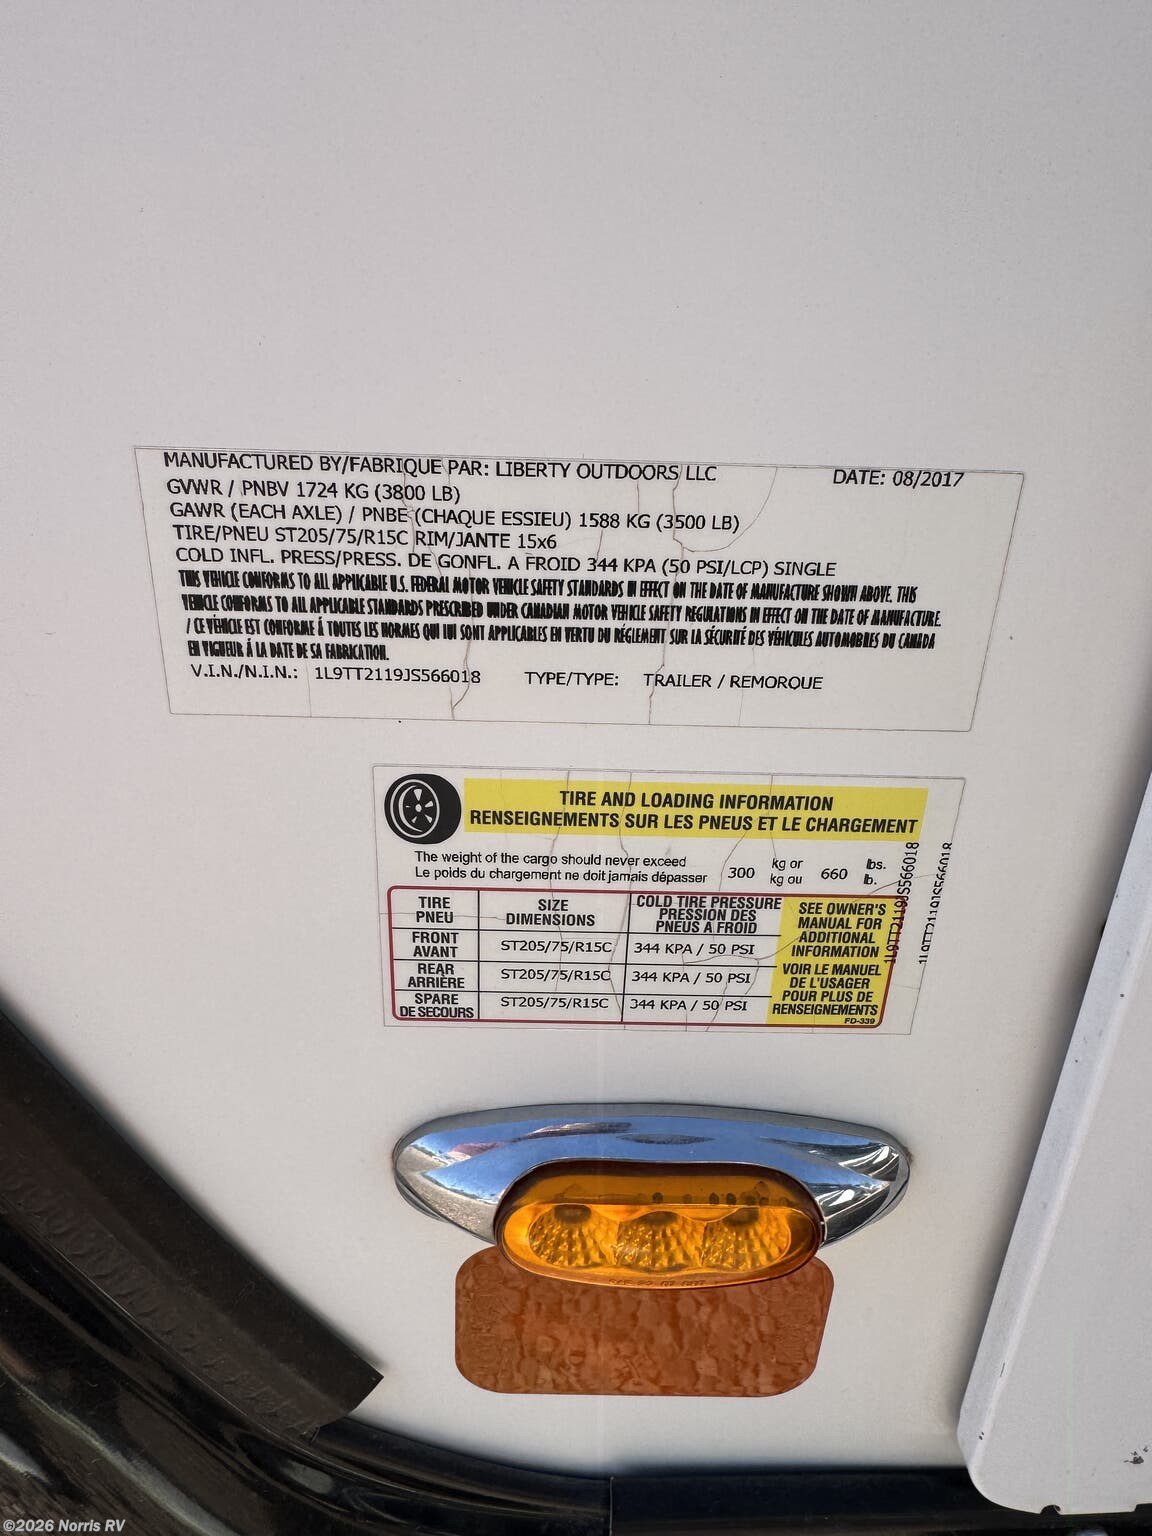 MANUFACTURED BY/FABRIQUE PAR: LIBERTY OUTDOORS LLC DATE: 08/2017
GVWR / PNBV 1724 KG (3800 LB)
GAWR (EACH AXLE) / PNBE (CHAQUE ESSIEU) 1588 KG (3500 LB)
TIRE/PNEU ST205/75/R15C RIM/JANTE 15x6
COLD INFL. PRESS/PRESS. DE GONFL. A FROID 344 KPA (50 PSI/LCP) SINGLE
THIS VEHICLE CONFORMS TO ALL APPLICABLE U.S. FEDERAL MOTOR VEHICLE SAFETY STANDARDS IN EFFECT ON THE DATE OF MANUFACTURE SHOWN ABOVE. THIS
VEHICLE CONFORMS TO ALL APPLICABLE STANDARDS PRESCRIBED UNDER CANADIAN MOTOR VEHICLE SAFETY REGULATIONS IN EFFECT ON THE DATE OF MANUFACTURE.
/ CE VÉHICLE EST CONFORME Á TOUTES LES NORMES QUI LUI SONT APPLICABLES EN VERTU DU RÉGLEMENT SUR LA SÉCURITÉ DES VÉHICULES AUTOMOBILES DU CANADA
EN VIGUEUR Á LA DATE DE SA FABRICATION.
V.I.N./N.I.N.: 1L9TT2119JS566018 TYPE/TYPE: TRAILER / REMORQUE
TIRE AND LOADING INFORMATION
RENSEIGNEMENTS SUR LES PNEUS ET LE CHARGEMENT
The weight of the cargo should never exceed
Le poids du chargement ne doit jamais dépasser
300 kg or
kg ou
660 lbs.
lb.
TIRE
PNEU
SIZE
DIMENSIONS
COLD TIRE PRESSURE
PRESSION DES
PNEUS A FROID
FRONT
AVANT
ST205/75/R15C
344 KPA / 50 PSI
REAR
ARRIÈRE
ST205/75/R15C
344 KPA / 50 PSI
SPARE
DE SECOURS
ST205/75/R15C
344 KPA / 50 PSI
SEE OWNER'S
MANUAL FOR
ADDITIONAL
INFORMATION
VOIR LE MANUEL
DE L'USAGER
POUR PLUS DE
RENSEIGNEMENTS
FD-339
1L9TT2119JS566018
1L9TT2119JS566018
©2026 Norris RV